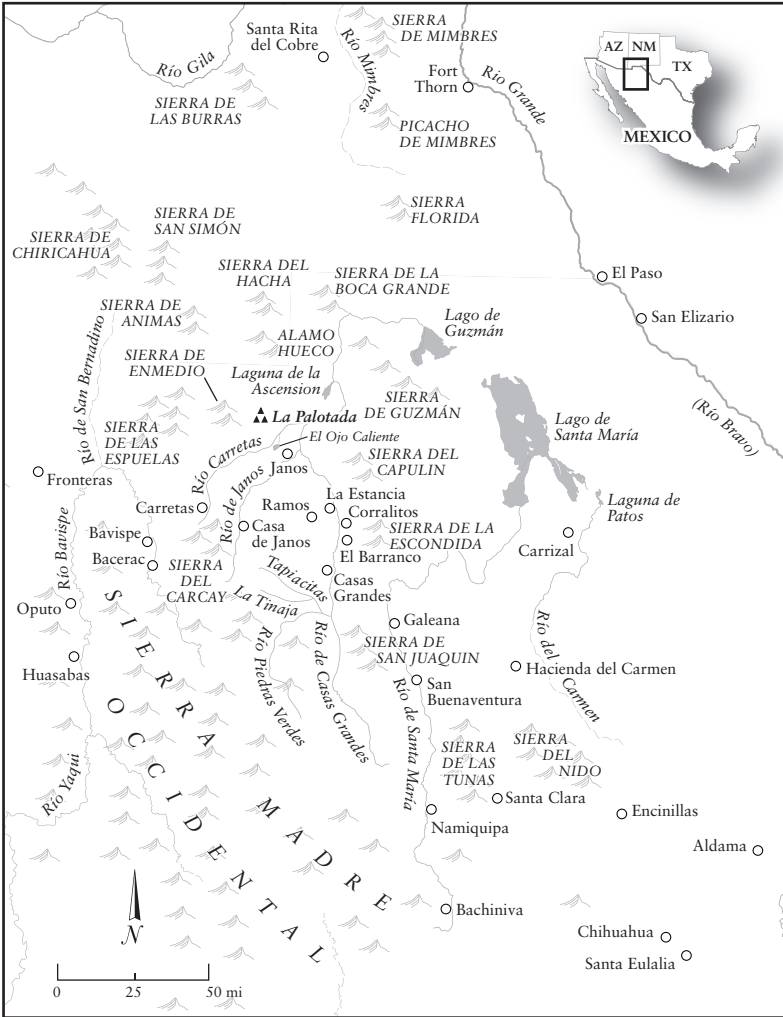 Santa Rita
del Cobre
SIERRA
DE MIMBRES
Río Gila
Río Mimbres
Fort
Thorn
Rio Grande
AZ
NM
TX
MEXICO
SIERRA DE
LAS BURRAS
PICACHO
DE MIMBRES
SIERRA
FLORIDA
SIERRA DE
SAN SIMÓN
SIERRA DE
CHIRICAHUA
SIERRA DEL
HACHA
SIERRA DE LA
BOCA GRANDE
El Paso
San Elizario
SIERRA DE
ANIMAS
Lago de
Guzmán
ALAMO
HUECO
SIERRA DE
ENMEDIO
Río de San Bernadino
Laguna de la
Ascension
SIERRA
DE GUZMÁN
La Palotada
(Río Bravo)
Lago de
Santa María
SIERRA
DE LAS
ESPUELAS
El Ojo Caliente
Río Carretas
Janos
SIERRA DEL
CAPULIN
Fronteras
Río de Janos
Laguna de
Patos
Carretas
Ramos
La Estancia
Corralitos
Casa
de Janos
SIERRA DE LA
ESCONDIDA
Carrizal
Río Bavispe
Bavispe
Bacerac
El Barranco
SIERRA
DEL
CARCAY
Tapiacitas
Casas
Grandes
La Tinaja
Oputo
Galeana
Río del Carmen
Río Piedras Verdes
Río de Casas Grandes
SIERRA DE
SAN JUAQUIN
Huasabas
Hacienda del Carmen
San
Buenaventura
Río de Santa María
SIERRA MADRE
OCCIDENTAL
SIERRA
DE LAS
TUNAS
SIERRA
DEL
NIDO
Río Yaqui
Santa Clara
Encinillas
Namiquipa
Aldama
Bachiniva
Chihuahua
Santa Eulalia
N
0 25 50 mi